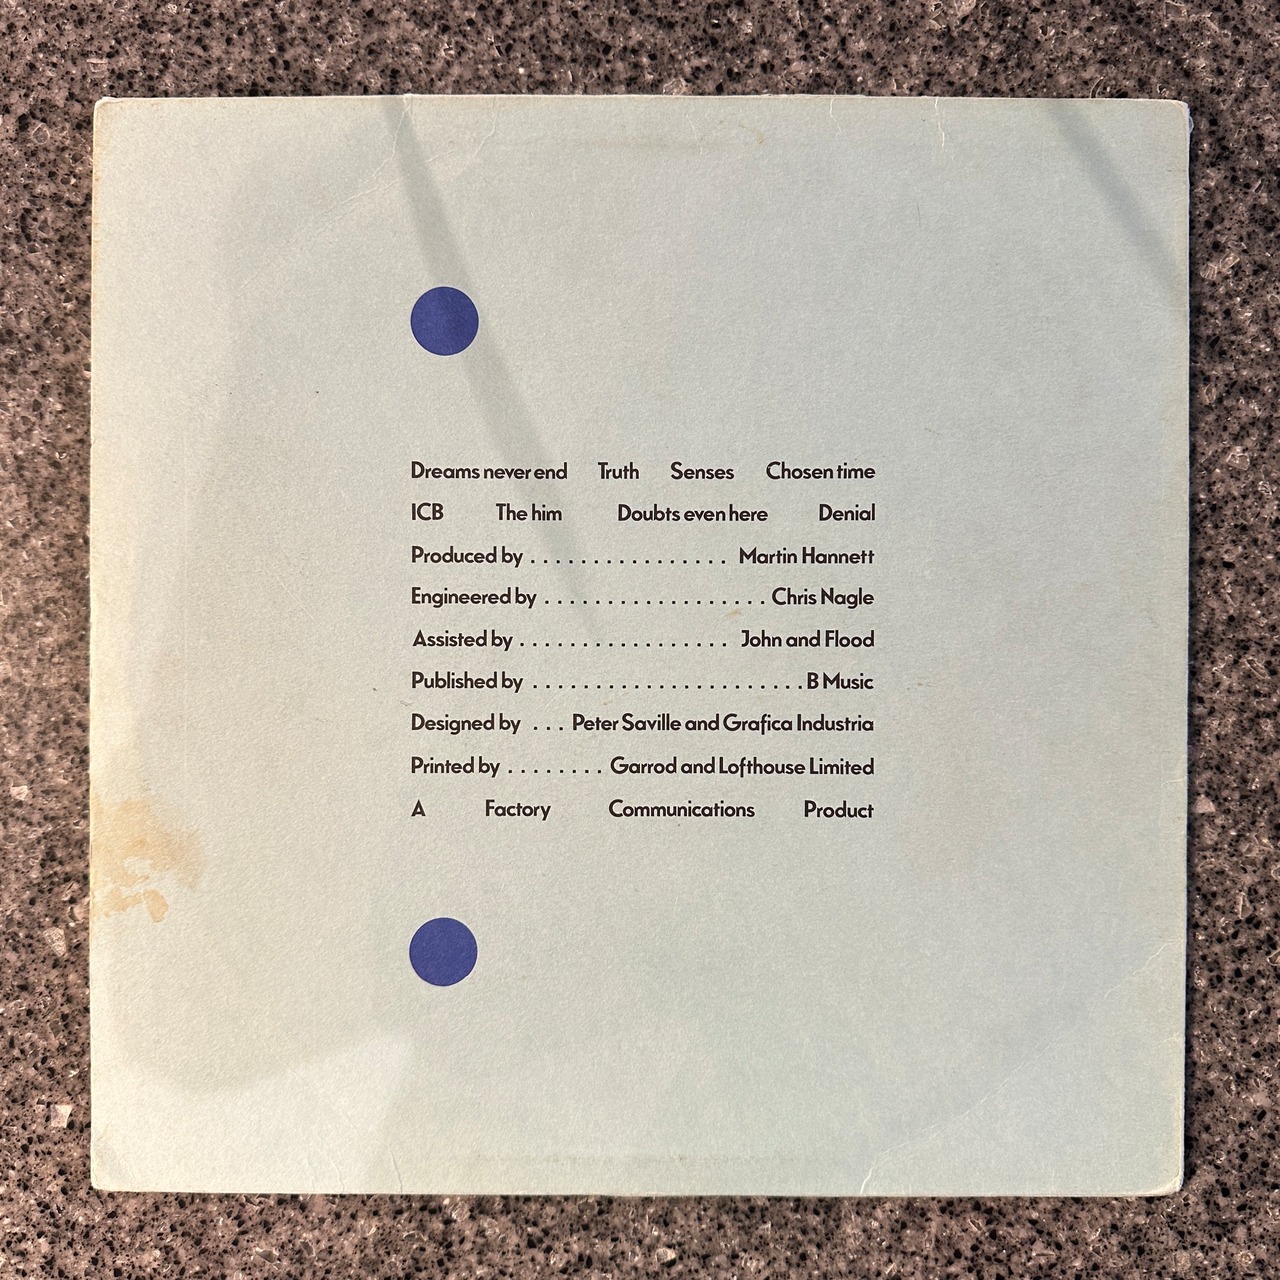 Dreams never end Truth Senses Chosen time
ICB The him Doubts even here Denial
Produced by . . . . . . . . . . . . . . . . Martin Hannett
Engineered by . . . . . . . . . . . . . . . . . . Chris Nagle
Assisted by . . . . . . . . . . . . . . . . . John and Flood
Published by . . . . . . . . . . . . . . . . . . . . . . B Music
Designed by . . . Peter Saville and Grafica Industria
Printed by . . . . . . . . Garrod and Lofthouse Limited
A Factory Communications Product